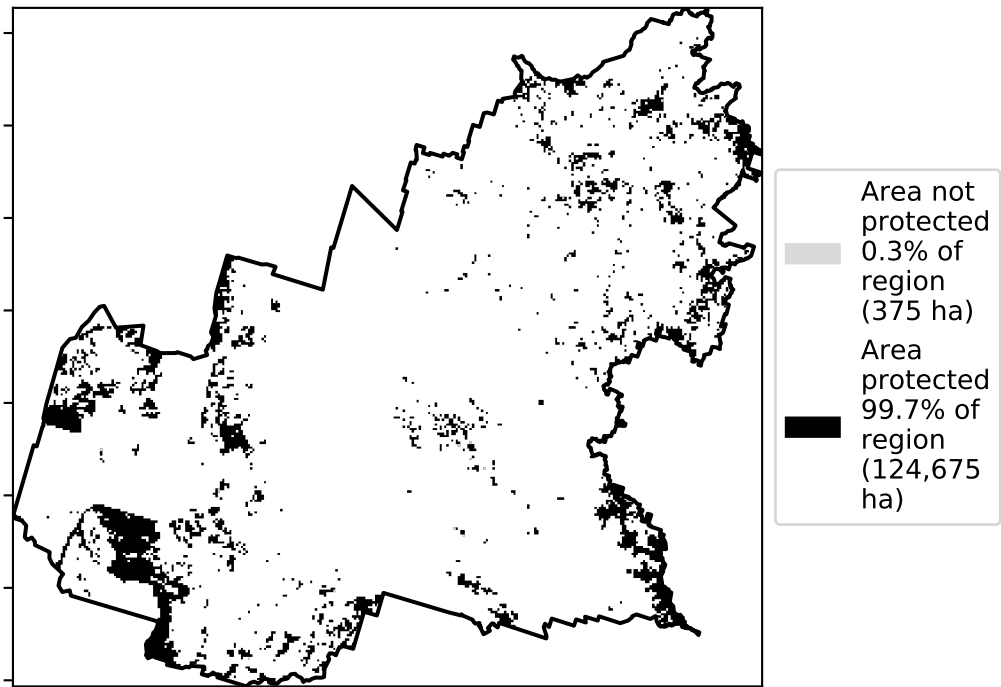 Area not
protected
0.3% of
region
(375 ha)
Area
protected
99.7% of
region
(124,675
ha)